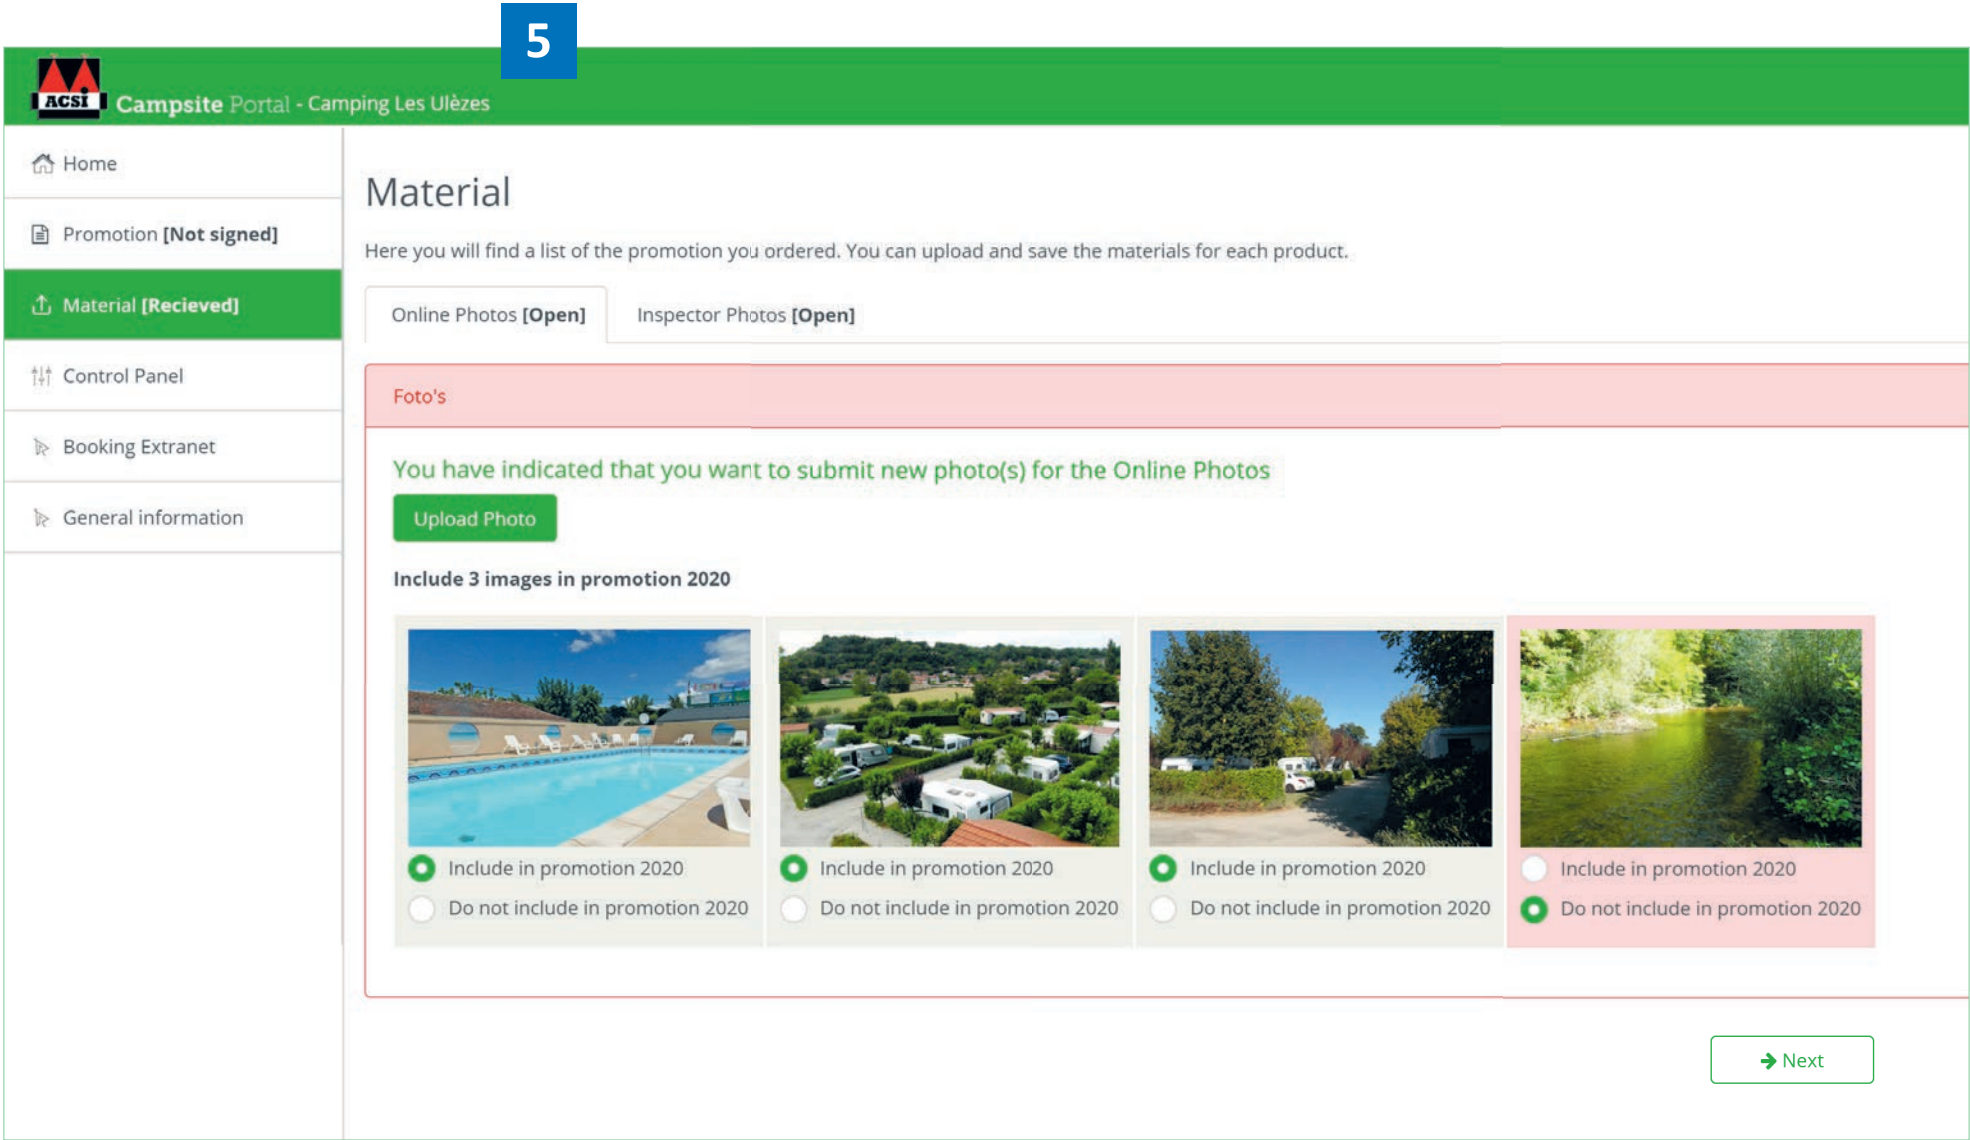 5
ACSI Campsite Portal - Camping Les Ulèzes
Home
Promotion [Not signed]
Material [Recieved]
Control Panel
Booking Extranet
General information
Material
Here you will find a list of the promotion you ordered. You can upload and save the materials for each product.
Online Photos [Open] Inspector Photos [Open]
Foto's
You have indicated that you want to submit new photo(s) for the Online Photos
Upload Photo
Include 3 images in promotion 2020
Include in promotion 2020 Include in promotion 2020 Include in promotion 2020 Include in promotion 2020
Do not include in promotion 2020 Do not include in promotion 2020 Do not include in promotion 2020 Do not include in promotion 2020
Next